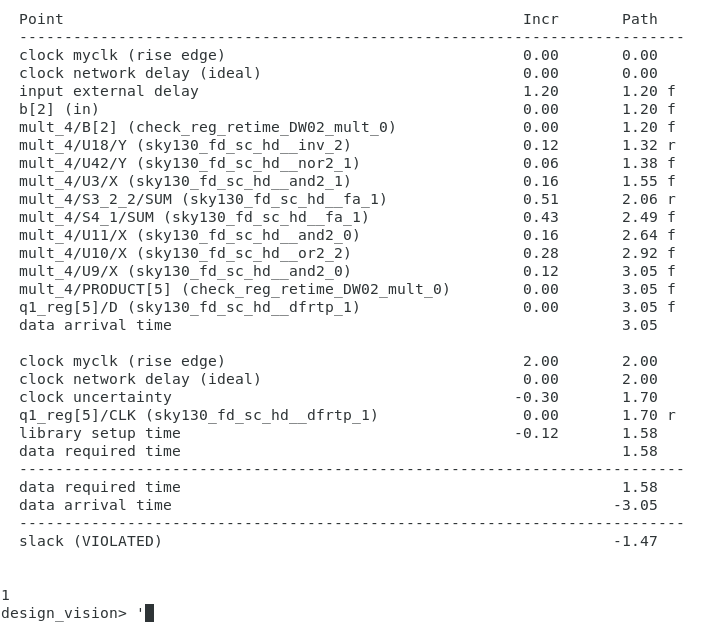 Point Incr Path
--------------------------------------------------------------------------
clock myclk (rise edge) 0.00 0.00
clock network delay (ideal) 0.00 0.00
input external delay 1.20 1.20 f
b[2] (in) 0.00 1.20 f
mult_4/B[2] (check_reg_retime_DW02_mult_0) 0.00 1.20 f
mult_4/U18/Y (sky130_fd_sc_hd__inv_2) 0.12 1.32 r
mult_4/U42/Y (sky130_fd_sc_hd__nor2_1) 0.06 1.38 f
mult_4/U3/X (sky130_fd_sc_hd__and2_1) 0.16 1.55 f
mult_4/S3_2_2/SUM (sky130_fd_sc_hd__fa_1) 0.51 2.06 r
mult_4/S4_1/SUM (sky130_fd_sc_hd__fa_1) 0.43 2.49 f
mult_4/U11/X (sky130_fd_sc_hd__and2_0) 0.16 2.64 f
mult_4/U10/X (sky130_fd_sc_hd__or2_2) 0.28 2.92 f
mult_4/U9/X (sky130_fd_sc_hd__and2_0) 0.12 3.05 f
mult_4/PRODUCT[5] (check_reg_retime_DW02_mult_0) 0.00 3.05 f
q1_reg[5]/D (sky130_fd_sc_hd__dfrtp_1) 0.00 3.05 f
data arrival time 3.05
clock myclk (rise edge) 2.00 2.00
clock network delay (ideal) 0.00 2.00
clock uncertainty -0.30 1.70
q1_reg[5]/CLK (sky130_fd_sc_hd__dfrtp_1) 0.00 1.70 r
library setup time -0.12 1.58
data required time 1.58
--------------------------------------------------------------------------
data required time 1.58
data arrival time -3.05
--------------------------------------------------------------------------
slack (VIOLATED) -1.47
1
design_vision> '